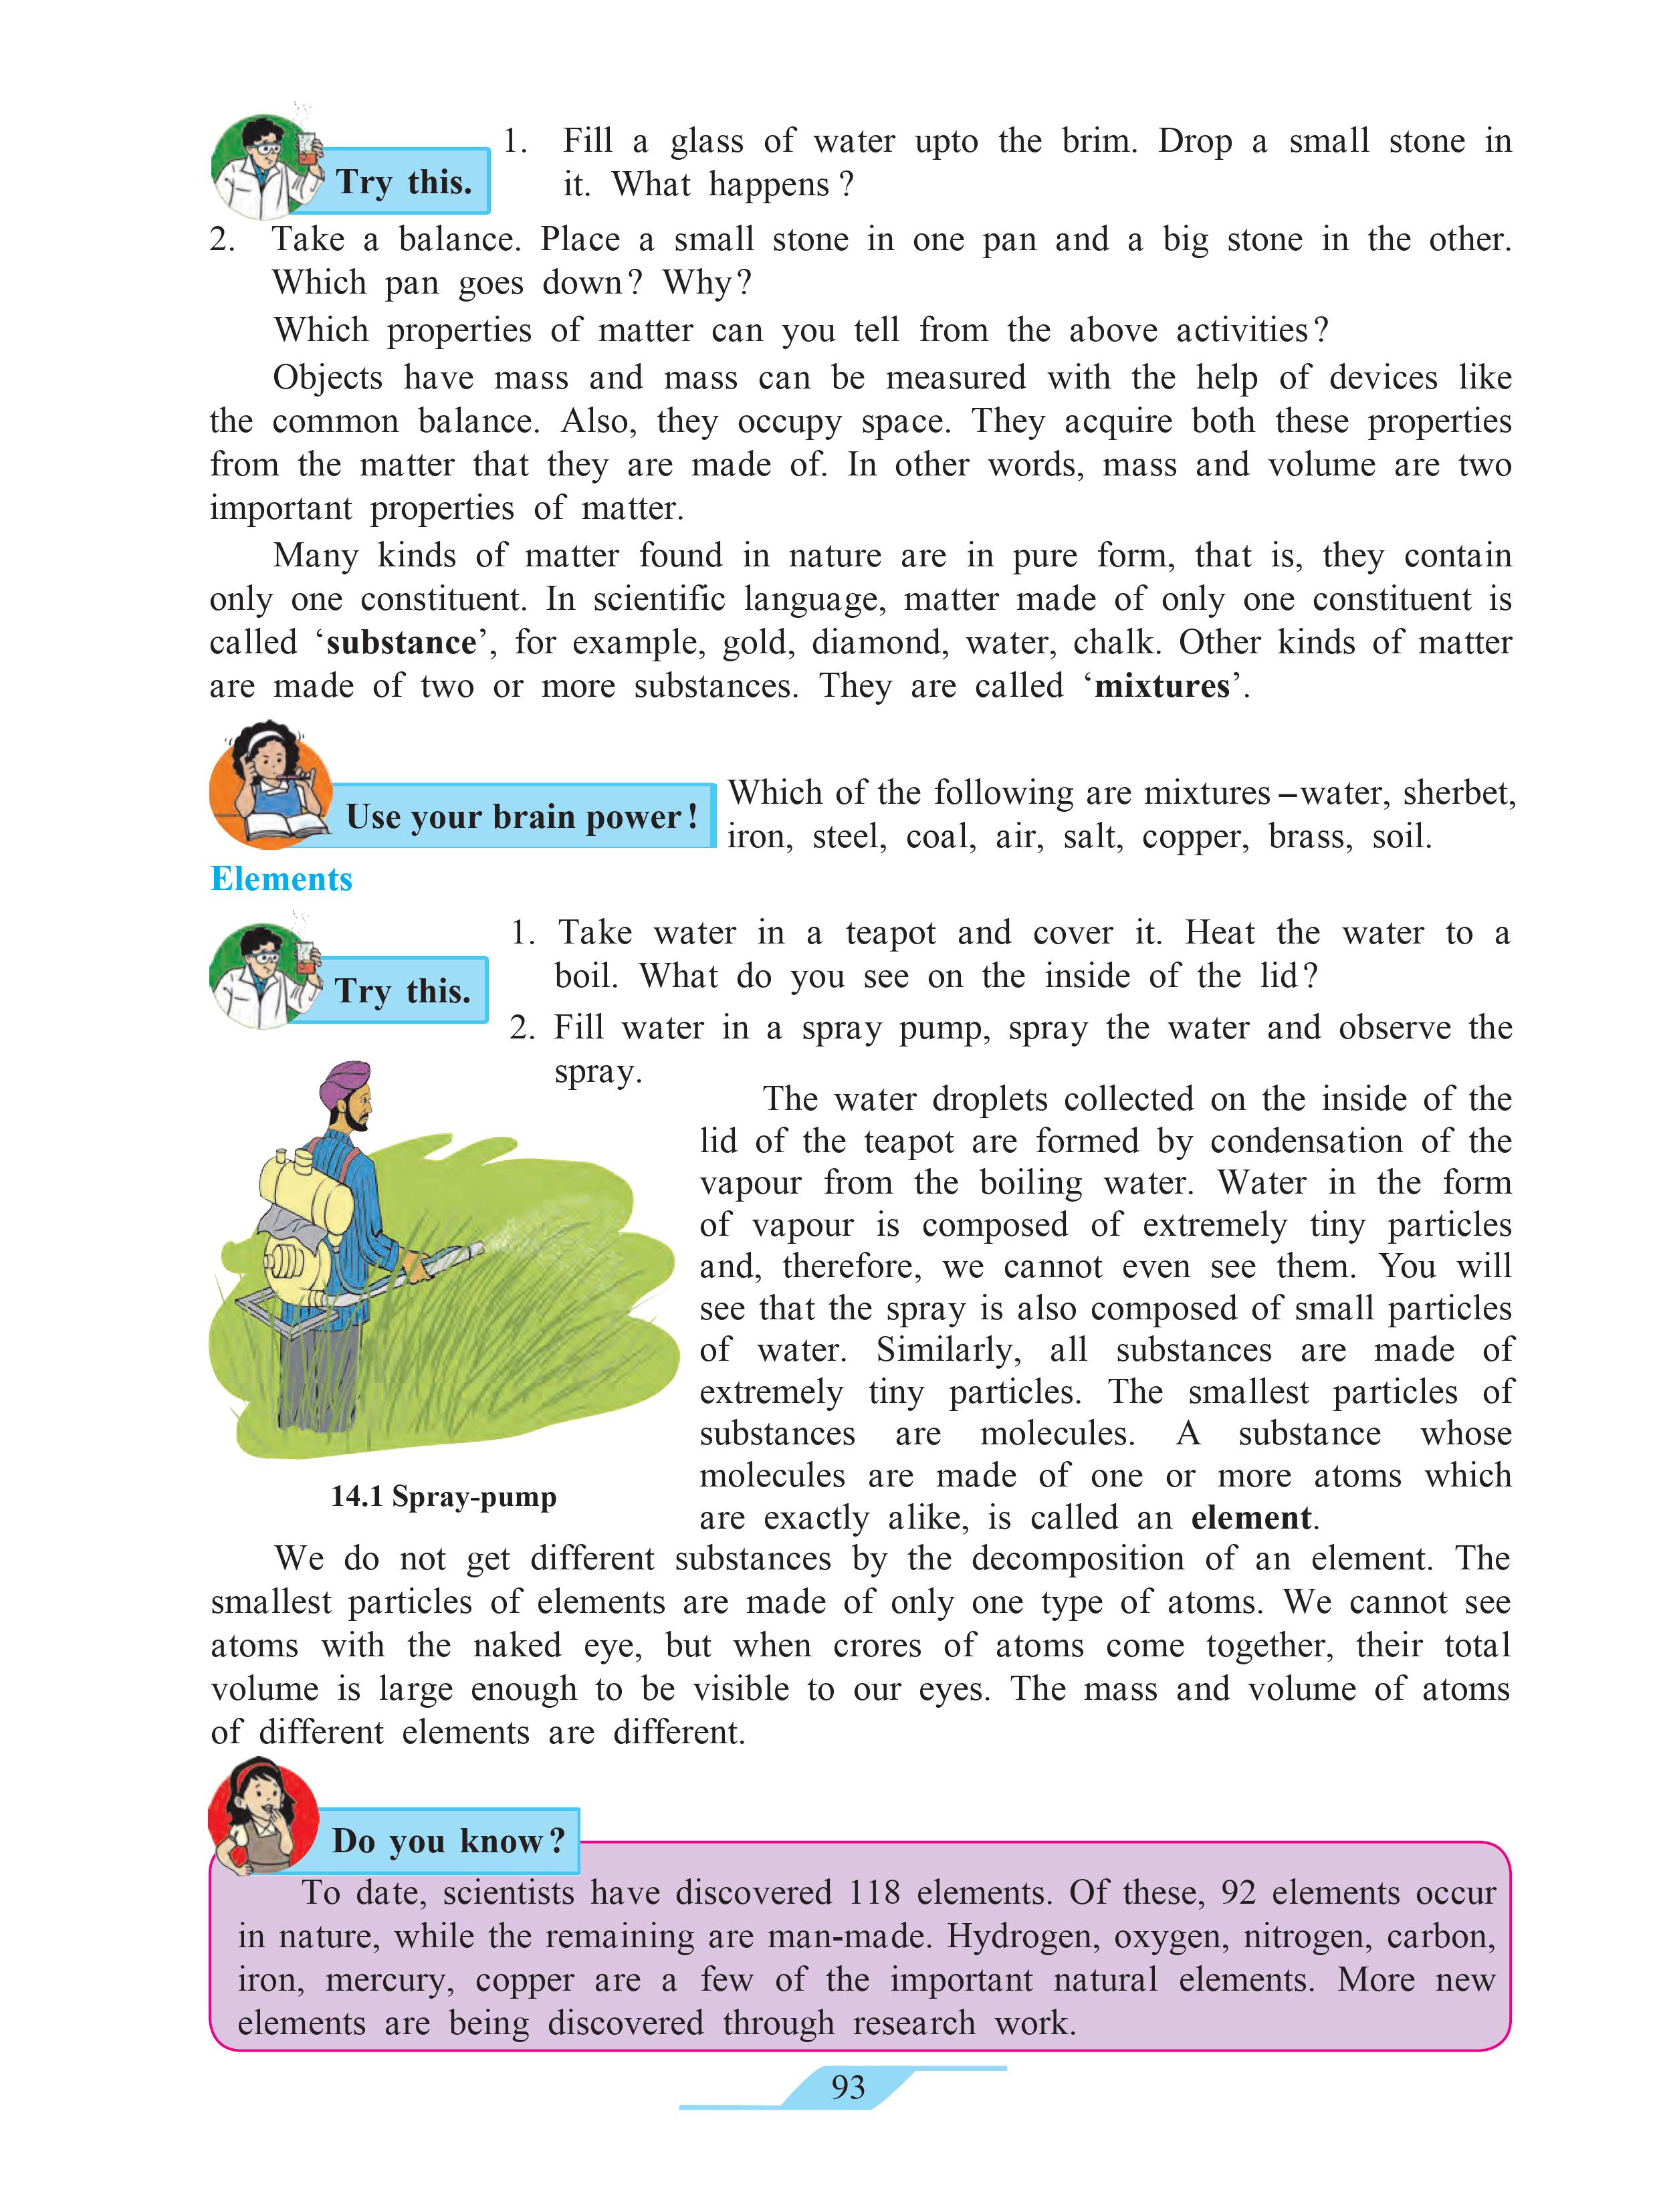 Try this.
1. Fill a glass of water upto the brim. Drop a small stone in
it. What happens ?
2. Take a balance. Place a small stone in one pan and a big stone in the other.
Which pan goes down? Why?
Which properties of matter can you tell from the above activities?
Objects have mass and mass can be measured with the help of devices like
the common balance. Also, they occupy space. They acquire both these properties
from the matter that they are made of. In other words, mass and volume are two
important properties of matter.
Many kinds of matter found in nature are in pure form, that is, they contain
only one constituent. In scientific language, matter made of only one constituent is
called ‘substance’, for example, gold, diamond, water, chalk. Other kinds of matter
are made of two or more substances. They are called ‘mixtures’.
Use your brain power!
Which of the following are mixtures – water, sherbet,
iron, steel, coal, air, salt, copper, brass, soil.
Elements
Try this.
1. Take water in a teapot and cover it. Heat the water to a
boil. What do you see on the inside of the lid?
2. Fill water in a spray pump, spray the water and observe the
spray.
The water droplets collected on the inside of the
lid of the teapot are formed by condensation of the
vapour from the boiling water. Water in the form
of vapour is composed of extremely tiny particles
and, therefore, we cannot even see them. You will
see that the spray is also composed of small particles
of water. Similarly, all substances are made of
extremely tiny particles. The smallest particles of
substances are molecules. A substance whose
molecules are made of one or more atoms which
are exactly alike, is called an element.
14.1 Spray-pump
We do not get different substances by the decomposition of an element. The
smallest particles of elements are made of only one type of atoms. We cannot see
atoms with the naked eye, but when crores of atoms come together, their total
volume is large enough to be visible to our eyes. The mass and volume of atoms
of different elements are different.
Do you know?
To date, scientists have discovered 118 elements. Of these, 92 elements occur
in nature, while the remaining are man-made. Hydrogen, oxygen, nitrogen, carbon,
iron, mercury, copper are a few of the important natural elements. More new
elements are being discovered through research work.
93